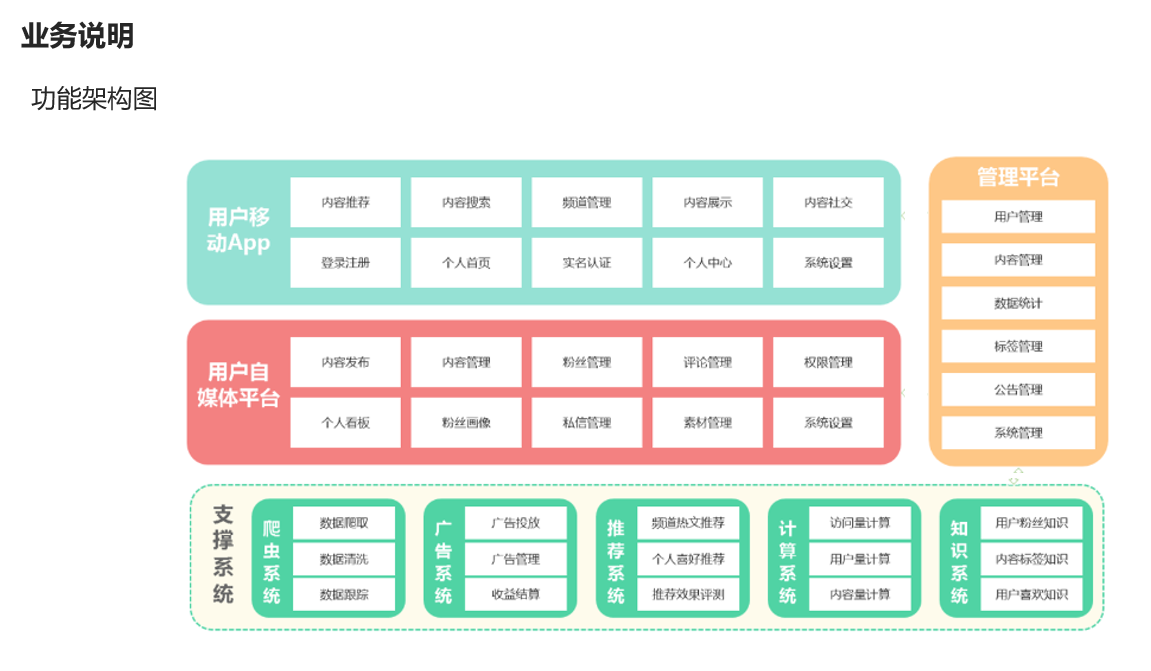 业务说明
功能架构图
用户移
动App
内容推荐
内容搜索
频道管理
内容展示
内容社交
登录注册
个人首页
实名认证
个人中心
系统设置
用户自
媒体平台
内容发布
内容管理
粉丝管理
评论管理
权限管理
个人看板
粉丝画像
私信管理
素材管理
系统设置
管理平台
用户管理
内容管理
数据统计
标签管理
公告管理
系统管理
支撑系统
爬虫系统
数据爬取
数据清洗
数据跟踪
广告系统
广告投放
广告管理
收益结算
推荐系统
频道热文推荐
个人喜好推荐
推荐效果评测
计算系统
访问量计算
用户量计算
内容量计算
知识系统
用户粉丝知识
内容标签知识
用户喜欢知识